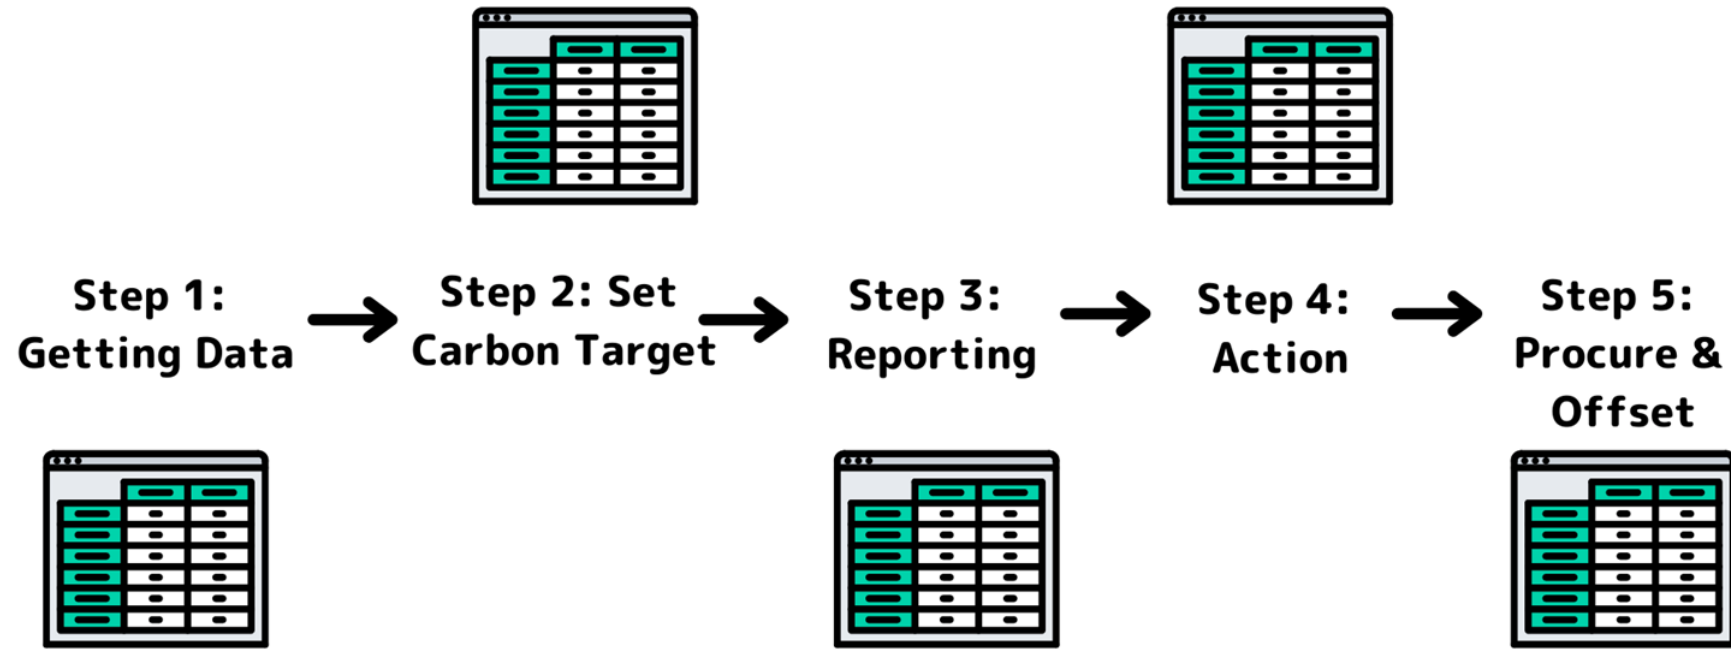 Step 1:
Getting Data
Step 2: Set
Carbon Target
Step 3:
Reporting
Step 4:
Action
Step 5:
Procure &
Offset